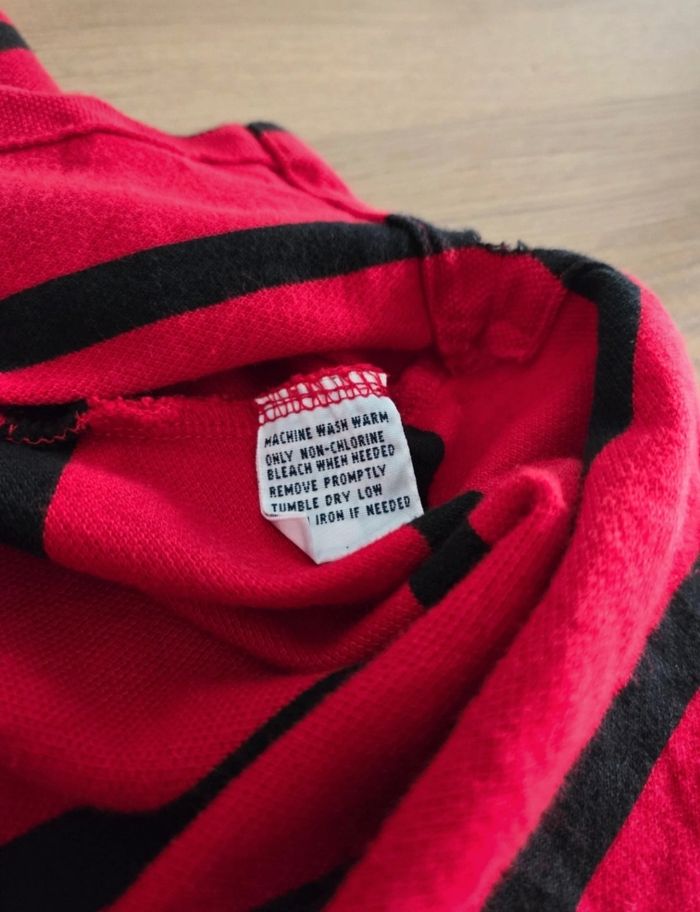 MACHINE WASH WARM
ONLY NON-CHLORINE
BLEACH WHEN NEEDED
REMOVE PROMPTLY
TUMBLE DRY LOW
IRON IF NEEDED